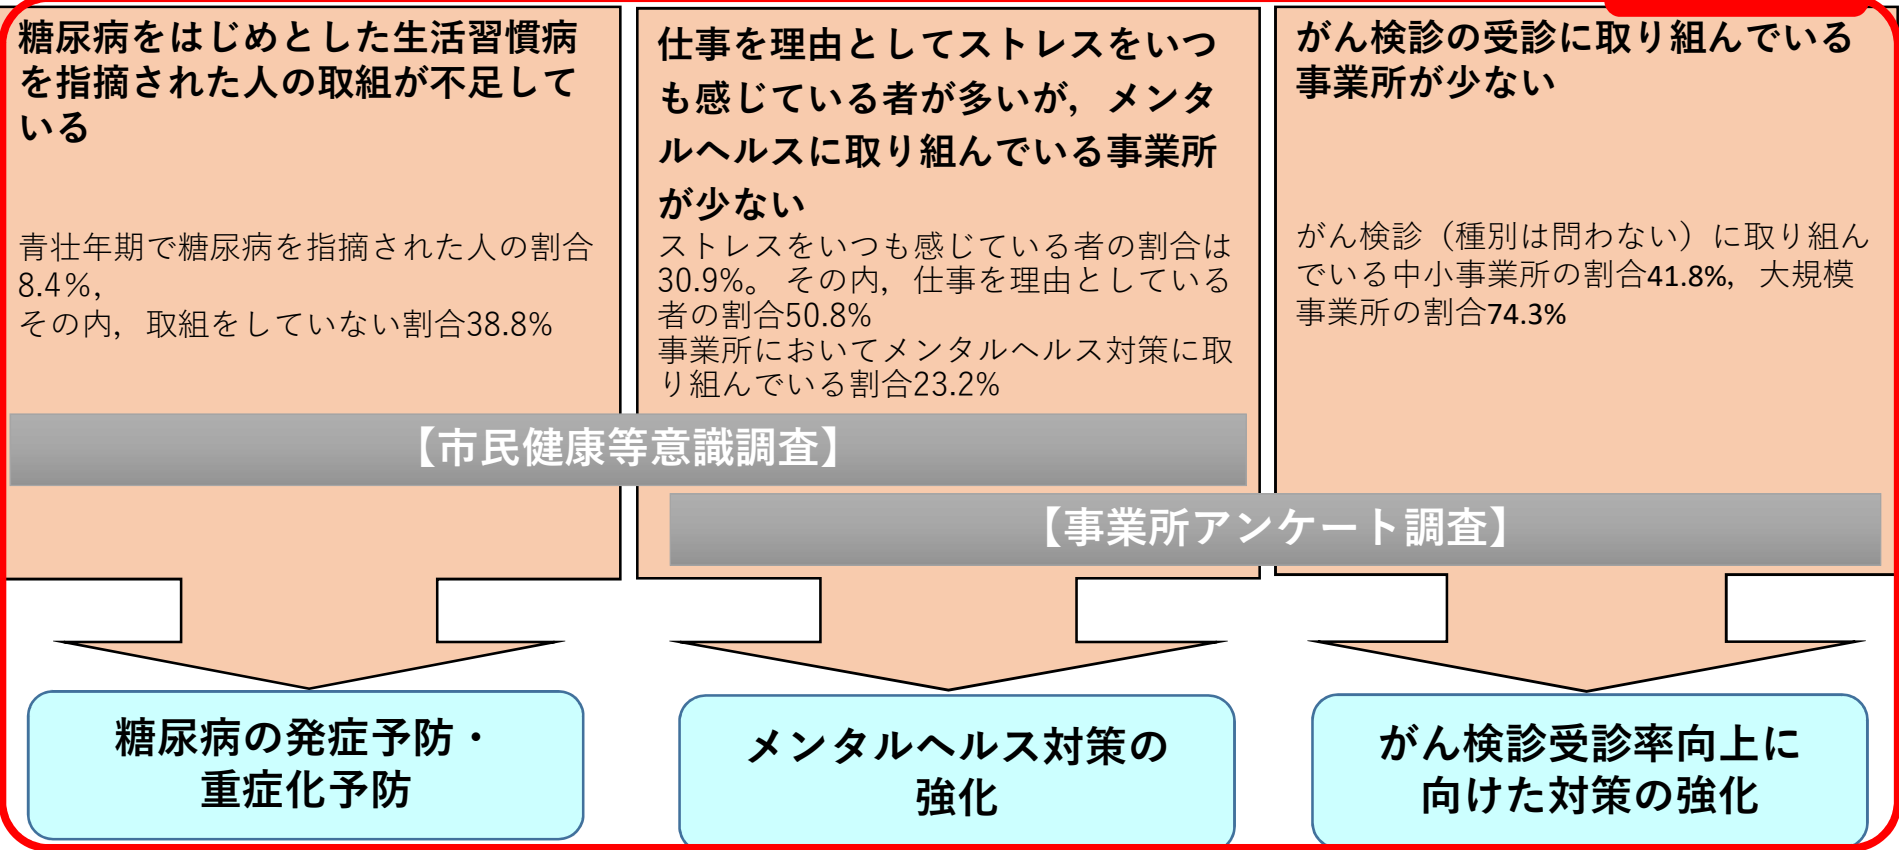 糖尿病をはじめとした生活習慣病
を指摘された人の取組が不足して
いる
青壮年期で糖尿病を指摘された人の割合
8.4%，
その内，取組をしていない割合38.8%
仕事を理由としてストレスをいつ
も感じている者が多いが，メンタ
ルヘルスに取り組んでいる事業所
が少ない
ストレスをいつも感じている者の割合は
30.9%。 その内，仕事を理由としている
者の割合50.8%
事業所においてメンタルヘルス対策に取
り組んでいる割合23.2%
がん検診の受診に取り組んでいる
事業所が少ない
がん検診（種別は問わない）に取り組ん
でいる中小事業所の割合41.8%，大規模
事業所の割合74.3%
【市民健康等意識調査】
【事業所アンケート調査】
糖尿病の発症予防・
重症化予防
メンタルヘルス対策の
強化
がん検診受診率向上に
向けた対策の強化